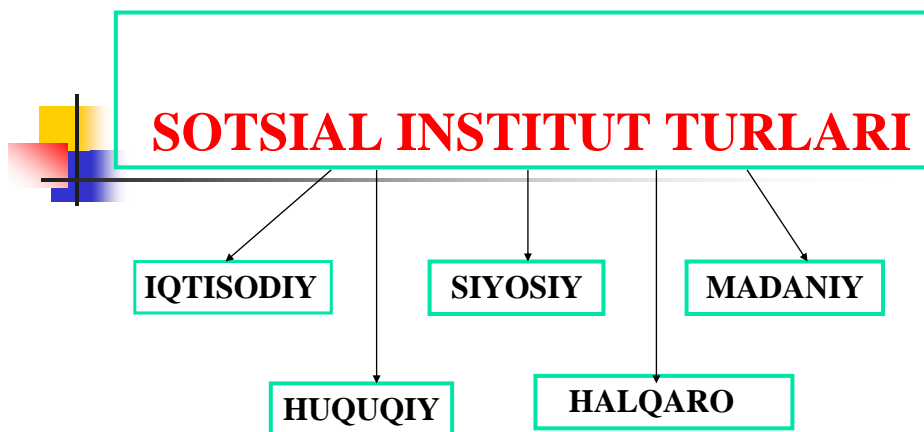 SOTSIAL INSTITUT TURLARI
IQTISODIY
SIYOSIY
MADANIY
HUQUQIY
HALQARO